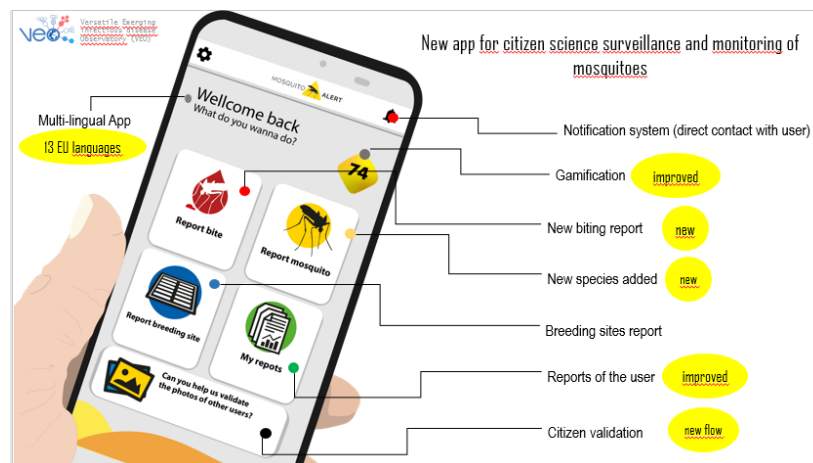 VEO
Versatile Emerging
infectious disease
Observatory (VEO)
New app for citizen science surveillance and monitoring of
mosquitoes
Multi-lingual App
13 EU languages
MOSQUITO ALERT
Wellcome back
What do you wanna do?
74
Report bite
Report mosquito
Report breeding site
My repots
Can you help us validate
the photos of other users?
Notification system (direct contact with user)
Gamification improved
New biting report new
New species added new
Breeding sites report
Reports of the user improved
Citizen validation new flow